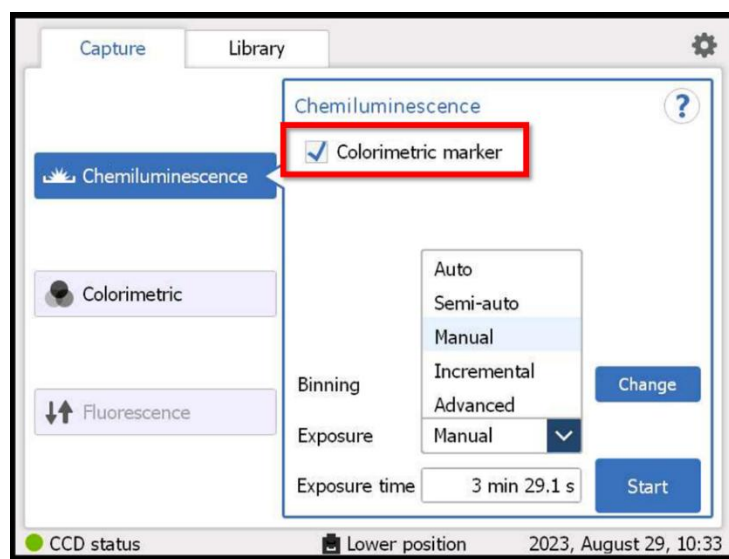 Capture
Library
Chemiluminescence
?
Colorimetric marker
Chemiluminescence
Auto
Semi-auto
Colorimetric
Manual
Incremental
Binning
Change
Advanced
Fluorescence
Exposure
Manual
Exposure time
3 min 29.1 s
Start
CCD status
Lower position
2023, August 29, 10:33